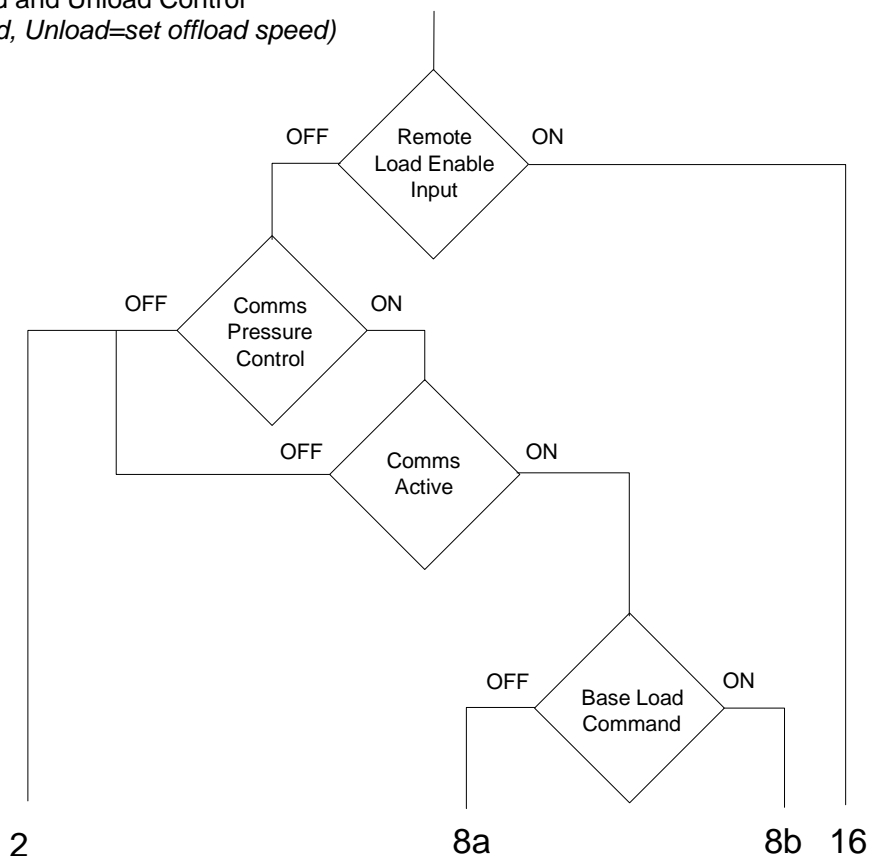 d and Unload Control
d, Unload=set offload speed)
OFF
Remote
Load Enable
Input
ON
OFF
Comms
Pressure
Control
ON
OFF
Comms
Active
ON
OFF
Base Load
Command
ON
2
8a
8b
16